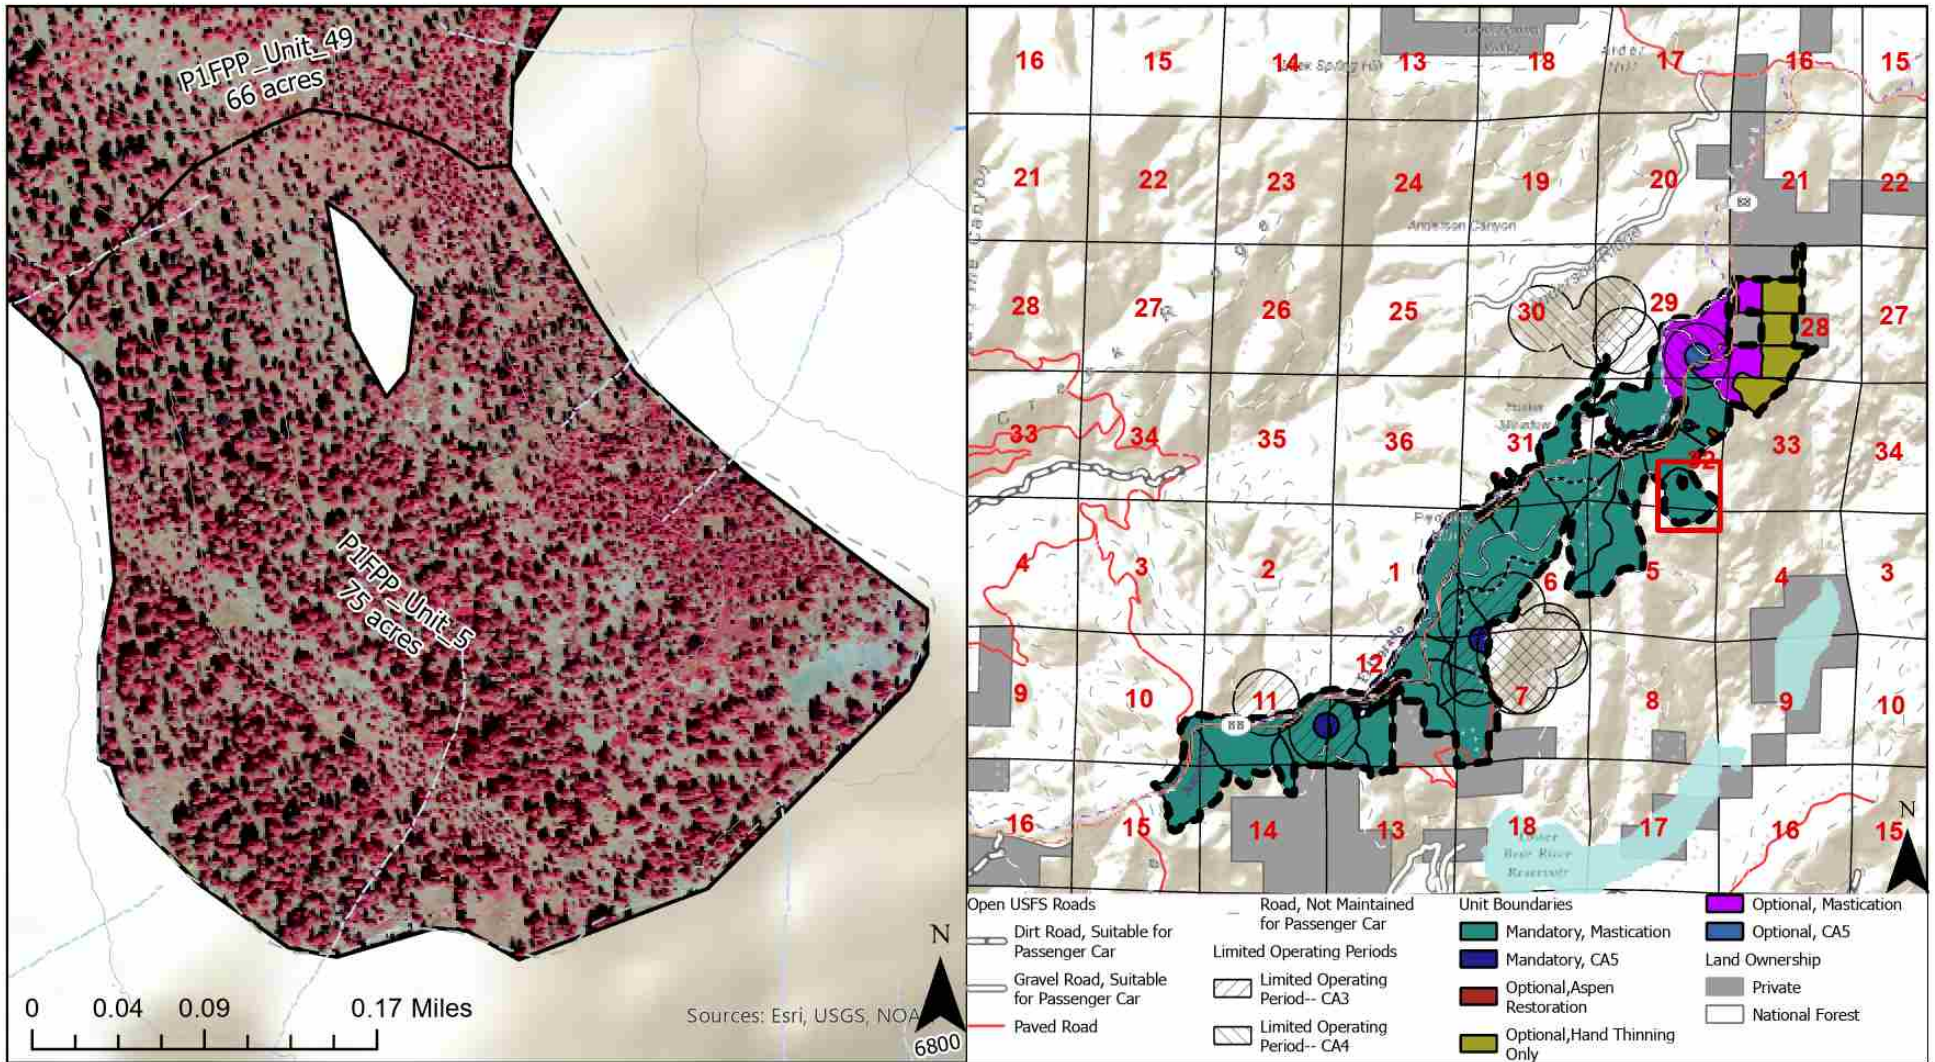 P1FPP_Unit_49
66 acres
P1FPP_Unit_5
75 acres
0 0.04 0.09 0.17 Miles
N
Sources: Esri, USGS, NOA
6800
16 15 14 13 18 17 16 15
21 22 23 24 19 20 21 22
88
Anderson Canyon
28 27 26 25 30 29 28 27
33 34 35 36 31 32 33 34
4 3 2 1 6 5 4 3
9 10 11 12 7 8 9 10
88
16 15 14 13 18 17 16 15
Bear River
Reservoir
N
Open USFS Roads
Dirt Road, Suitable for
Passenger Car
Gravel Road, Suitable
for Passenger Car
Paved Road
Road, Not Maintained
for Passenger Car
Limited Operating Periods
Limited Operating
Period-- CA3
Limited Operating
Period-- CA4
Unit Boundaries
Mandatory, Mastication
Mandatory, CA5
Optional,Aspen
Restoration
Optional,Hand Thinning
Only
Optional, Mastication
Optional, CA5
Land Ownership
Private
National Forest